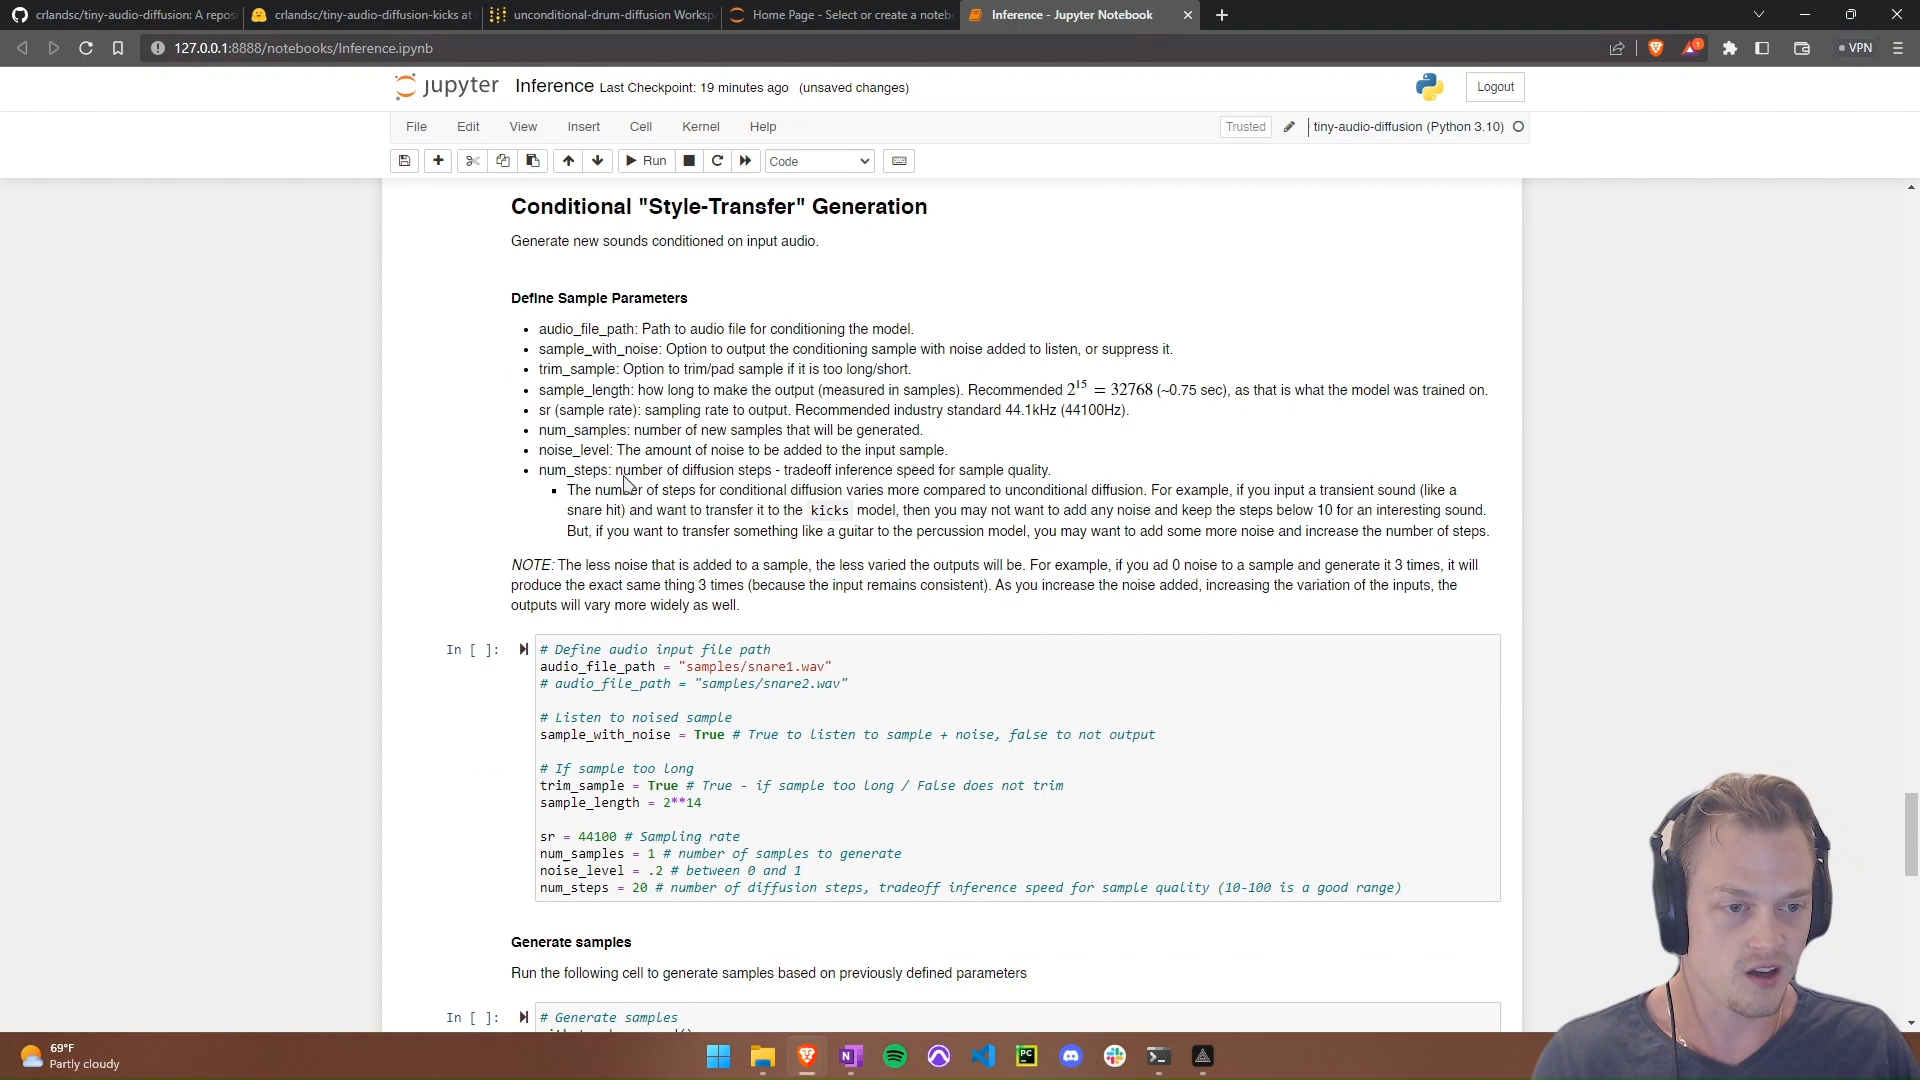 crlandsc/tiny-audio-diffusion: A repos
crlandsc/tiny-audio-diffusion-kicks at
unconditional-drum-diffusion Worksp
Home Page - Select or create a noteb
Inference - Jupyter Notebook
127.0.0.1:8888/notebooks/Inference.ipynb
1
VPN
jupyter Inference Last Checkpoint: 19 minutes ago (unsaved changes)
Logout
File Edit View Insert Cell Kernel Help
Trusted
tiny-audio-diffusion (Python 3.10)
Run
Code
Conditional "Style-Transfer" Generation
Generate new sounds conditioned on input audio.
Define Sample Parameters
• audio_file_path: Path to audio file for conditioning the model.
• sample_with_noise: Option to output the conditioning sample with noise added to listen, or suppress it.
• trim_sample: Option to trim/pad sample if it is too long/short.
• sample_length: how long to make the output (measured in samples). Recommended 2¹⁵ = 32768 (~0.75 sec), as that is what the model was trained on.
• sr (sample rate): sampling rate to output. Recommended industry standard 44.1kHz (44100Hz).
• num_samples: number of new samples that will be generated.
• noise_level: The amount of noise to be added to the input sample.
• num_steps: number of diffusion steps - tradeoff inference speed for sample quality.
▪ The number of steps for conditional diffusion varies more compared to unconditional diffusion. For example, if you input a transient sound (like a
snare hit) and want to transfer it to the kicks model, then you may not want to add any noise and keep the steps below 10 for an interesting sound.
But, if you want to transfer something like a guitar to the percussion model, you may want to add some more noise and increase the number of steps.
NOTE: The less noise that is added to a sample, the less varied the outputs will be. For example, if you ad 0 noise to a sample and generate it 3 times, it will
produce the exact same thing 3 times (because the input remains consistent). As you increase the noise added, increasing the variation of the inputs, the
outputs will vary more widely as well.
In [ ]: # Define audio input file path
audio_file_path = "samples/snare1.wav"
# audio_file_path = "samples/snare2.wav"
# Listen to noised sample
sample_with_noise = True # True to listen to sample + noise, false to not output
# If sample too long
trim_sample = True # True - if sample too long / False does not trim
sample_length = 2**14
sr = 44100 # Sampling rate
num_samples = 1 # number of samples to generate
noise_level = .2 # between 0 and 1
num_steps = 20 # number of diffusion steps, tradeoff inference speed for sample quality (10-100 is a good range)
Generate samples
Run the following cell to generate samples based on previously defined parameters
In [ ]: # Generate samples
69°F
Partly cloudy